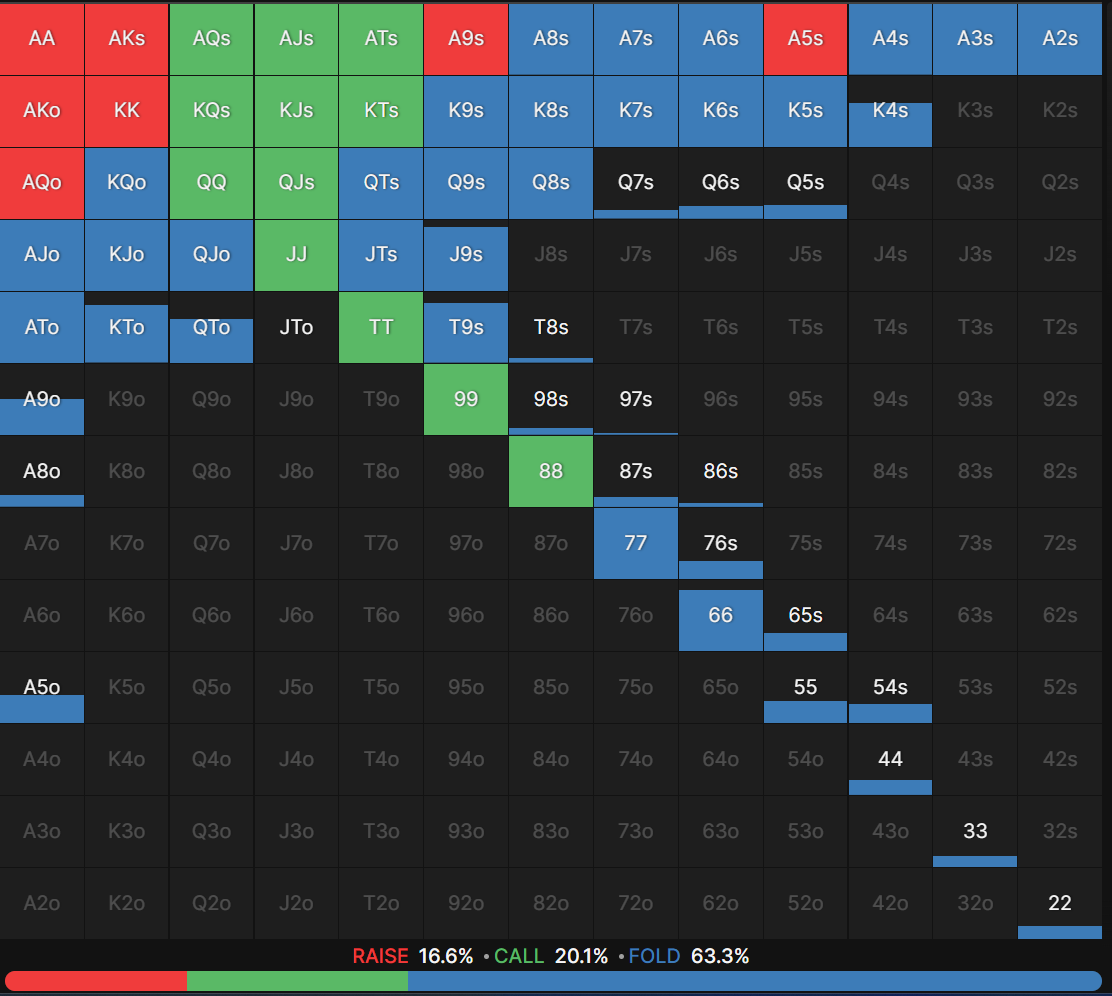 AA AKs AQs AJs ATs A9s A8s A7s A6s A5s A4s A3s A2s
AKo KK KQs KJs KTs K9s K8s K7s K6s K5s K4s K3s K2s
AQo KQo QQ QJs QTs Q9s Q8s Q7s Q6s Q5s Q4s Q3s Q2s
AJo KJo QJo JJ JTs J9s J8s J7s J6s J5s J4s J3s J2s
ATo KTo QTo JTo TT T9s T8s T7s T6s T5s T4s T3s T2s
A9o K9o Q9o J9o T9o 99 98s 97s 96s 95s 94s 93s 92s
A8o K8o Q8o J8o T8o 98o 88 87s 86s 85s 84s 83s 82s
A7o K7o Q7o J7o T7o 97o 87o 77 76s 75s 74s 73s 72s
A6o K6o Q6o J6o T6o 96o 86o 76o 66 65s 64s 63s 62s
A5o K5o Q5o J5o T5o 95o 85o 75o 65o 55 54s 53s 52s
A4o K4o Q4o J4o T4o 94o 84o 74o 64o 54o 44 43s 42s
A3o K3o Q3o J3o T3o 93o 83o 73o 63o 53o 43o 33 32s
A2o K2o Q2o J2o T2o 92o 82o 72o 62o 52o 42o 32o 22
RAISE 16.6% • CALL 20.1% • FOLD 63.3%